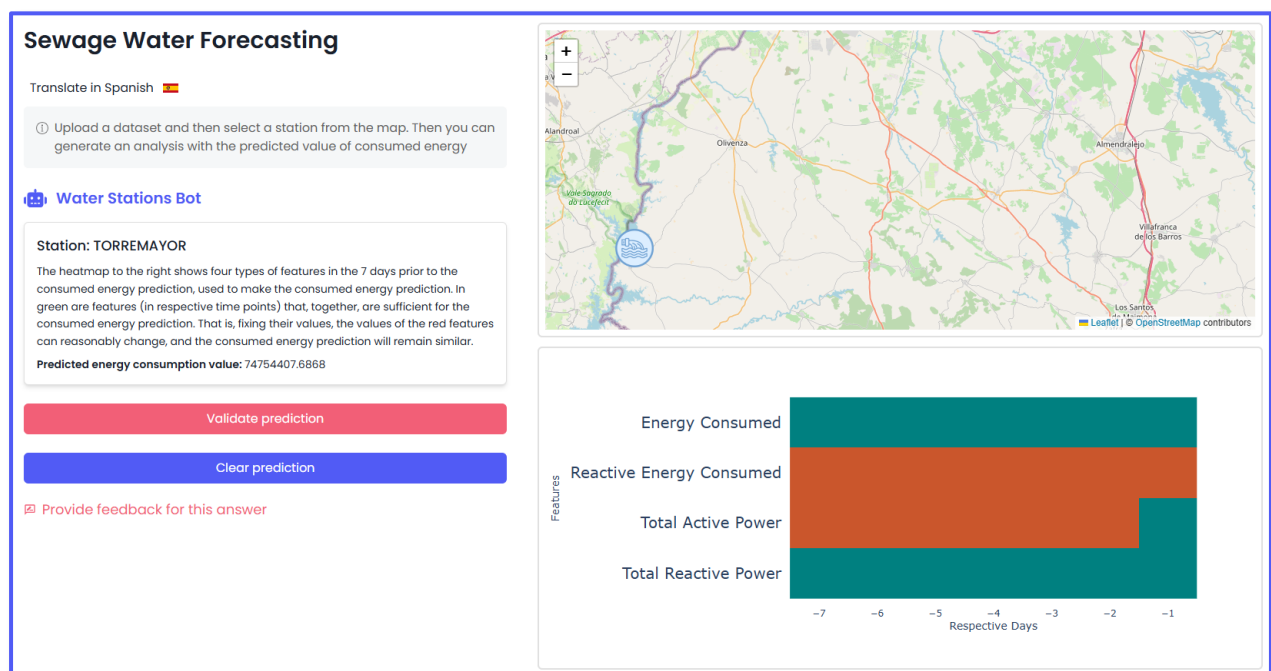 Sewage Water Forecasting
Translate in Spanish
Upload a dataset and then select a station from the map. Then you can
generate an analysis with the predicted value of consumed energy
Water Stations Bot
Station: TORREMAYOR
The heatmap to the right shows four types of features in the 7 days prior to the
consumed energy prediction, used to make the consumed energy prediction. In
green are features (in respective time points) that, together, are sufficient for the
consumed energy prediction. That is, fixing their values, the values of the red features
can reasonably change, and the consumed energy prediction will remain similar.
Predicted energy consumption value: 74754407.6868
Validate prediction
Clear prediction
Provide feedback for this answer
+
−
Alandroal
Olivenza
Almendralejo
Vale Sagrado
do Lucefecit
Villafranca
de los Barros
Los Santos
de Maimona
Leaflet | © OpenStreetMap contributors
Features
Energy Consumed
Reactive Energy Consumed
Total Active Power
Total Reactive Power
−7 −6 −5 −4 −3 −2 −1
Respective Days